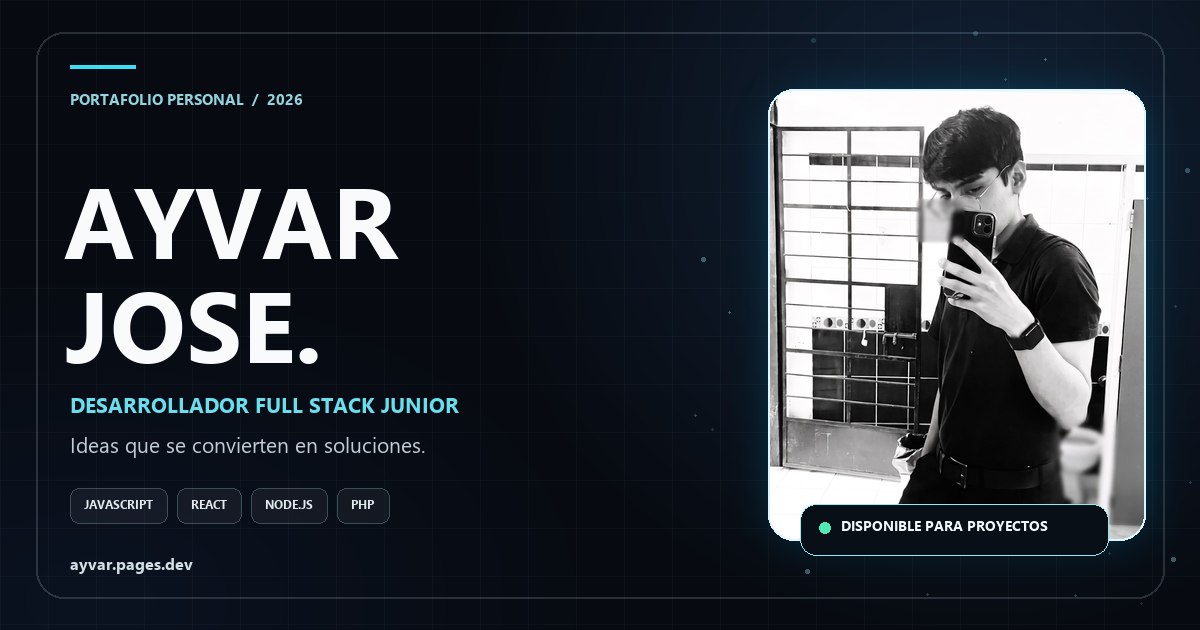 PORTAFOLIO PERSONAL / 2026
AYVAR
JOSE.
DESARROLLADOR FULL STACK JUNIOR
Ideas que se convierten en soluciones.
JAVASCRIPT REACT NODE.JS PHP
ayvar.pages.dev
DISPONIBLE PARA PROYECTOS